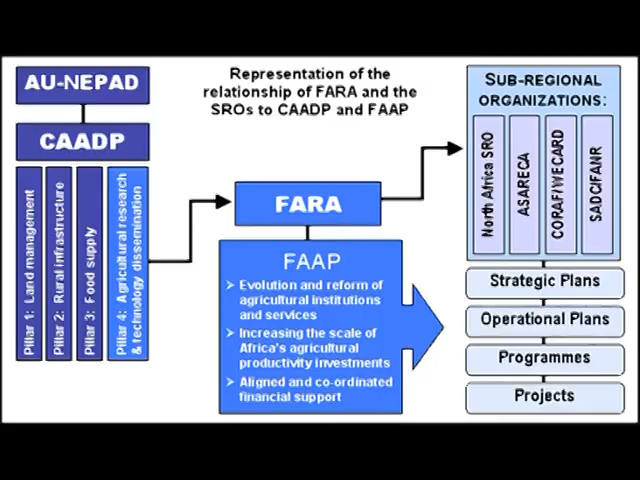 AU-NEPAD
CAADP
Pillar 1: Land management
Pillar 2: Rural infrastructure
Pillar 3: Food supply
Pillar 4: Agricultural research
& technology dissemination
Representation of the
relationship of FARA and the
SROs to CAADP and FAAP
FARA
FAAP
Evolution and reform of
agricultural institutions
and services
Increasing the scale of
Africa's agricultural
productivity investments
Aligned and co-ordinated
financial support
SUB-REGIONAL
ORGANIZATIONS:
North Africa SRO
ASARECA
CORAF/WECARD
SADC/FANR
Strategic Plans
Operational Plans
Programmes
Projects